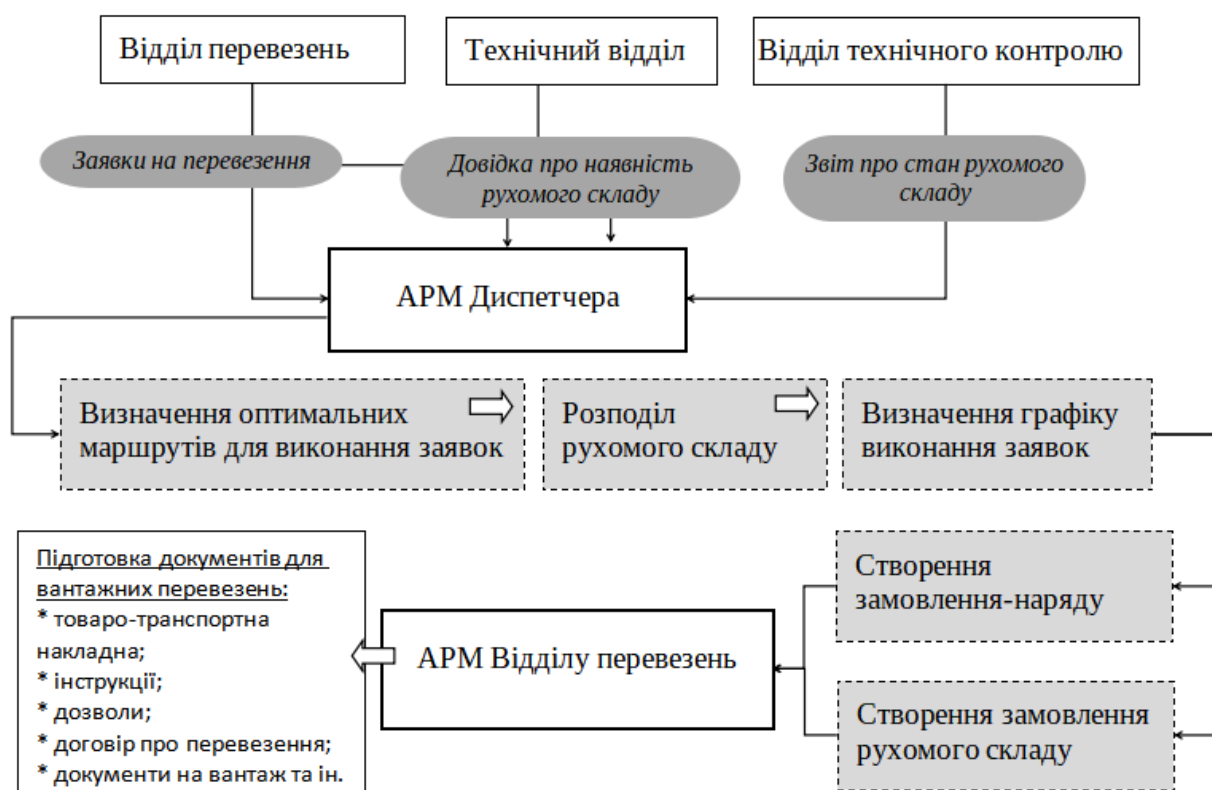 Відділ перевезень
Технічний відділ
Відділ технічного контролю
Заявки на перевезення
Довідка про наявність
рухомого складу
Звіт про стан рухомого
складу
АРМ Диспетчера
Визначення оптимальних
маршрутів для виконання заявок
Розподіл
рухомого складу
Визначення графіку
виконання заявок
Підготовка документів для
вантажних перевезень:
* товаро-транспортна
накладна;
* інструкції;
* дозволи;
* договір про перевезення;
* документи на вантаж та ін.
АРМ Відділу перевезень
Створення
замовлення-наряду
Створення замовлення
рухомого складу